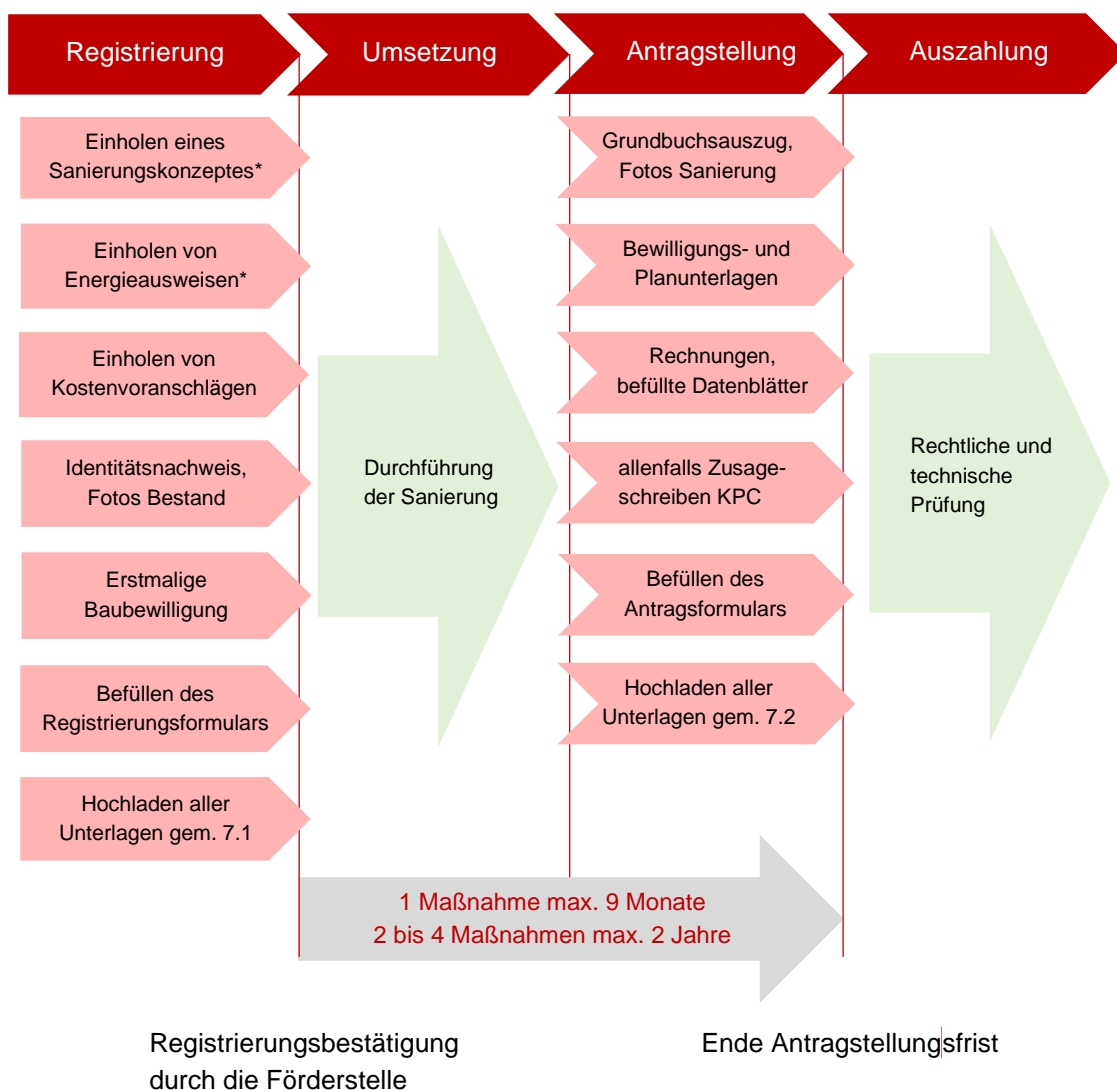 Registrierung
Umsetzung
Antragstellung
Auszahlung
Einholen eines
Sanierungskonzeptes*
Einholen von
Energieausweisen*
Einholen von
Kostenvoranschlägen
Identitätsnachweis,
Fotos Bestand
Erstmalige
Baubewilligung
Befüllen des
Registrierungsformulars
Hochladen aller
Unterlagen gem. 7.1
Durchführung
der Sanierung
Grundbuchsauszug,
Fotos Sanierung
Bewilligungs- und
Planunterlagen
Rechnungen,
befüllte Datenblätter
allenfalls Zusage-
schreiben KPC
Befüllen des
Antragsformulars
Hochladen aller
Unterlagen gem. 7.2
Rechtliche und
technische
Prüfung
1 Maßnahme max. 9 Monate
2 bis 4 Maßnahmen max. 2 Jahre
Registrierungsbestätigung
durch die Förderstelle
Ende Antragstellungsfrist